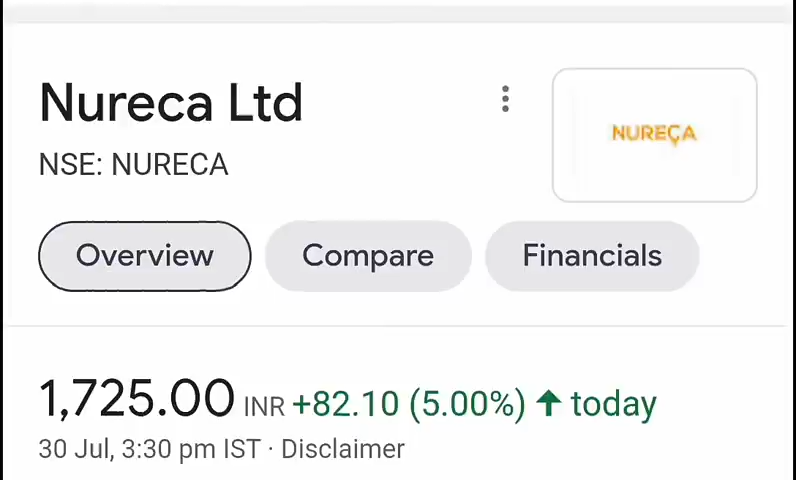 Nureca Ltd
NUREÇA
NSE: NURECA
Overview Compare Financials
1,725.00 INR +82.10 (5.00%) ↑ today
30 Jul, 3:30 pm IST · Disclaimer